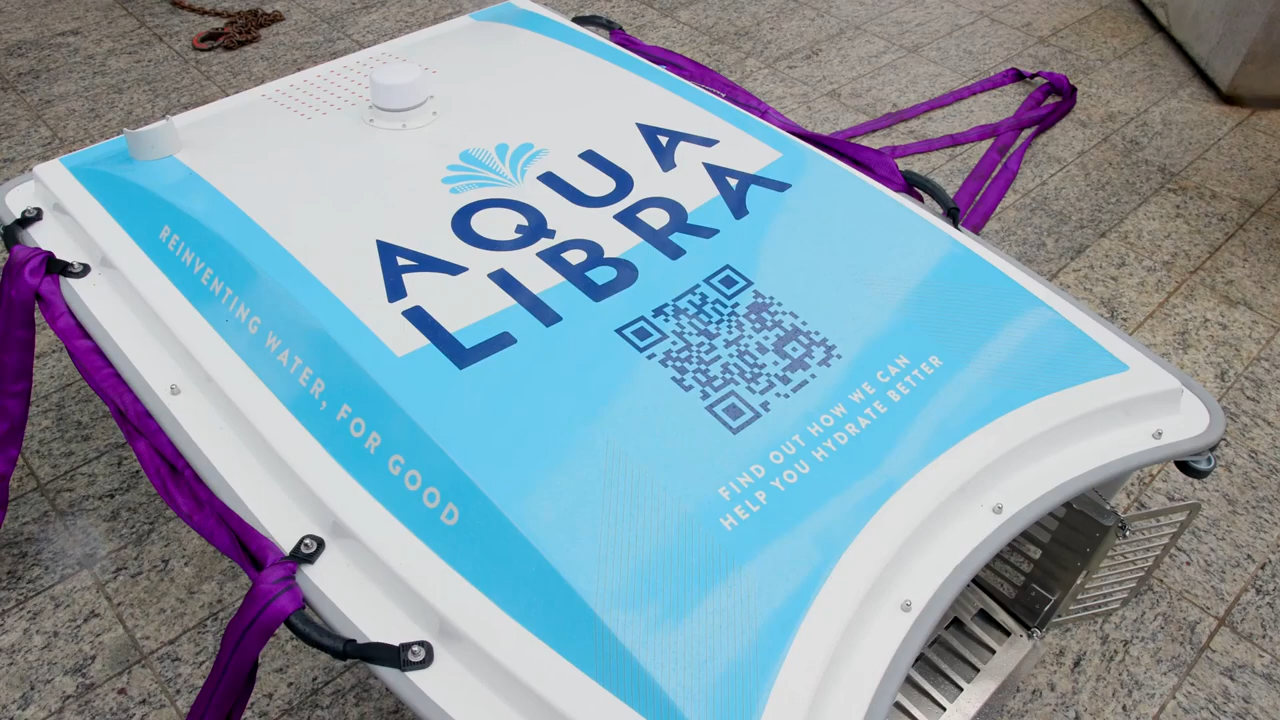 AQUA
LIBRA
REINVENTING WATER, FOR GOOD
FIND OUT HOW WE CAN
HELP YOU HYDRATE BETTER